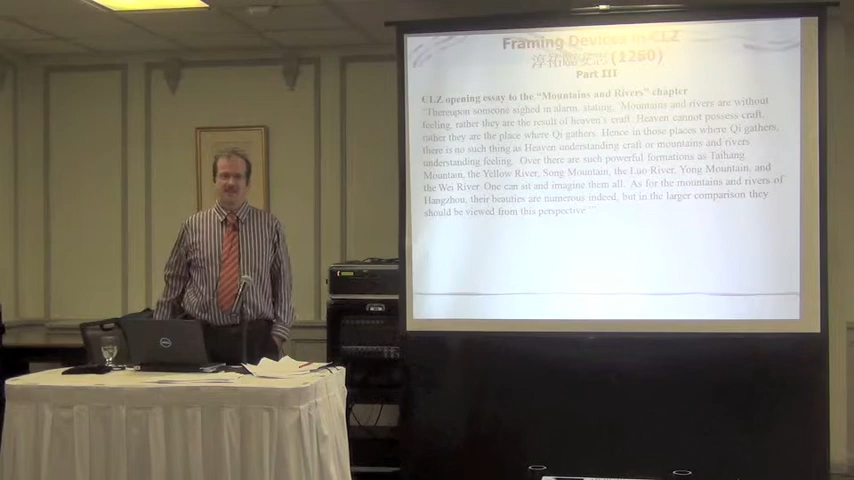 Framing Devices in CLZ
淳祐臨安志 (1250)
Part III
CLZ opening essay to the "Mountains and Rivers" chapter
"Thereupon someone sighed in alarm, stating, 'Mountains and rivers are without
feeling, rather they are the result of heaven's craft. Heaven cannot possess craft,
rather they are the place where Qi gathers. Hence in those places where Qi gathers,
there is no such thing as Heaven understanding craft or mountains and rivers
understanding feeling. Over there are such powerful formations as Taihang
Mountain, the Yellow River, Song Mountain, the Luo River, Yong Mountain, and
the Wei River. One can sit and imagine them all. As for the mountains and rivers of
Hangzhou, their beauties are numerous indeed, but in the larger comparison they
should be viewed from this perspective.'"
DELL